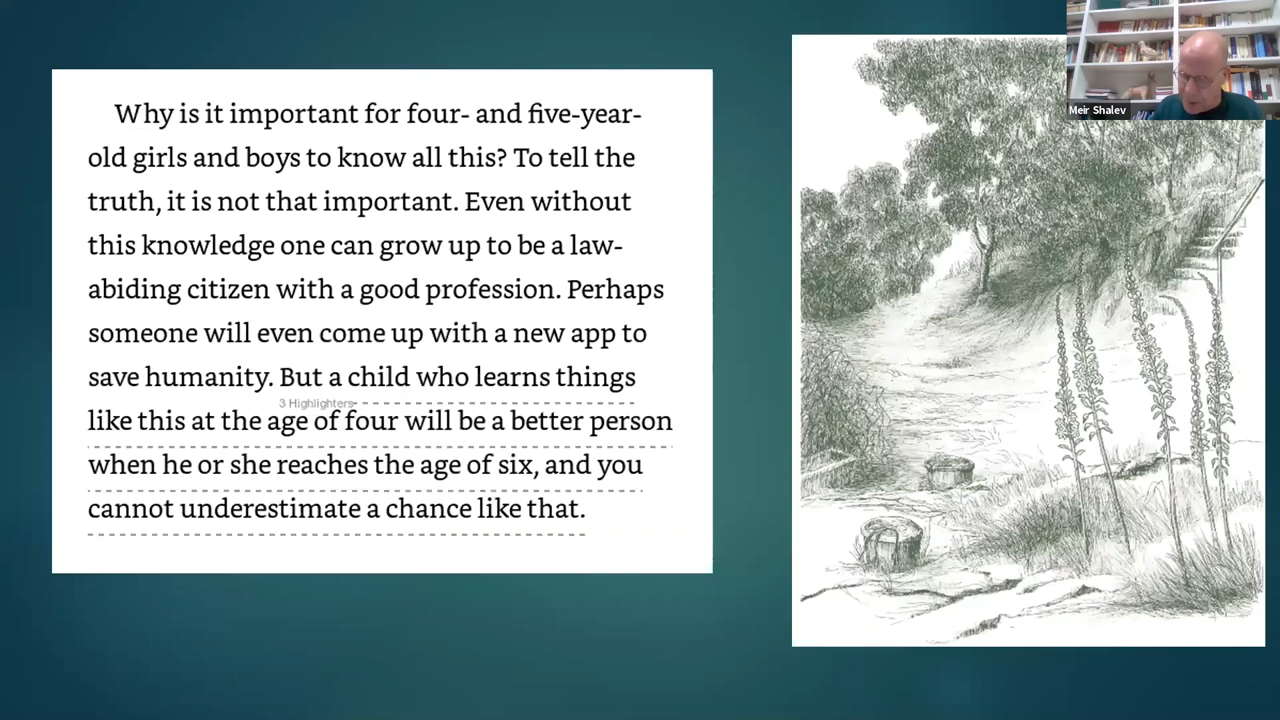 Why is it important for four- and five-year-
old girls and boys to know all this? To tell the
truth, it is not that important. Even without
this knowledge one can grow up to be a law-
abiding citizen with a good profession. Perhaps
someone will even come up with a new app to
save humanity. But a child who learns things
3 Highlighters
like this at the age of four will be a better person
when he or she reaches the age of six, and you
cannot underestimate a chance like that.
Meir Shalev